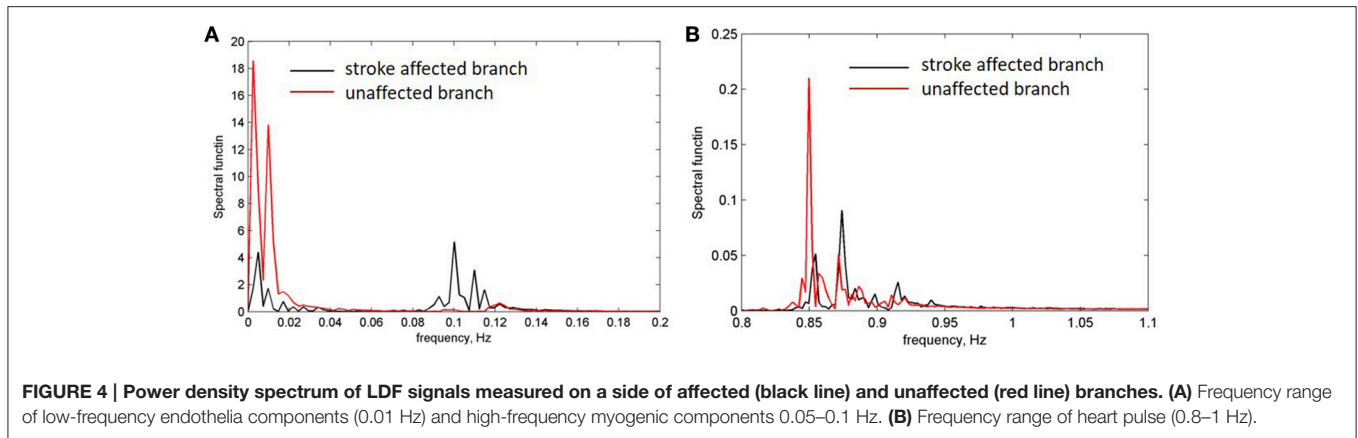 A
B
20
18
16
14
12
10
8
6
4
2
0
Spectral functin
stroke affected branch
unaffected branch
0 0.02 0.04 0.06 0.08 0.1 0.12 0.14 0.16 0.18 0.2
frequency, Hz
0.25
0.2
0.15
0.1
0.05
0
Spectral functin
stroke affected branch
unaffected branch
0.8 0.85 0.9 0.95 1 1.05 1.1
frequency, Hz
FIGURE 4 | Power density spectrum of LDF signals measured on a side of affected (black line) and unaffected (red line) branches. (A) Frequency range
of low-frequency endothelia components (0.01 Hz) and high-frequency myogenic components 0.05–0.1 Hz. (B) Frequency range of heart pulse (0.8–1 Hz).